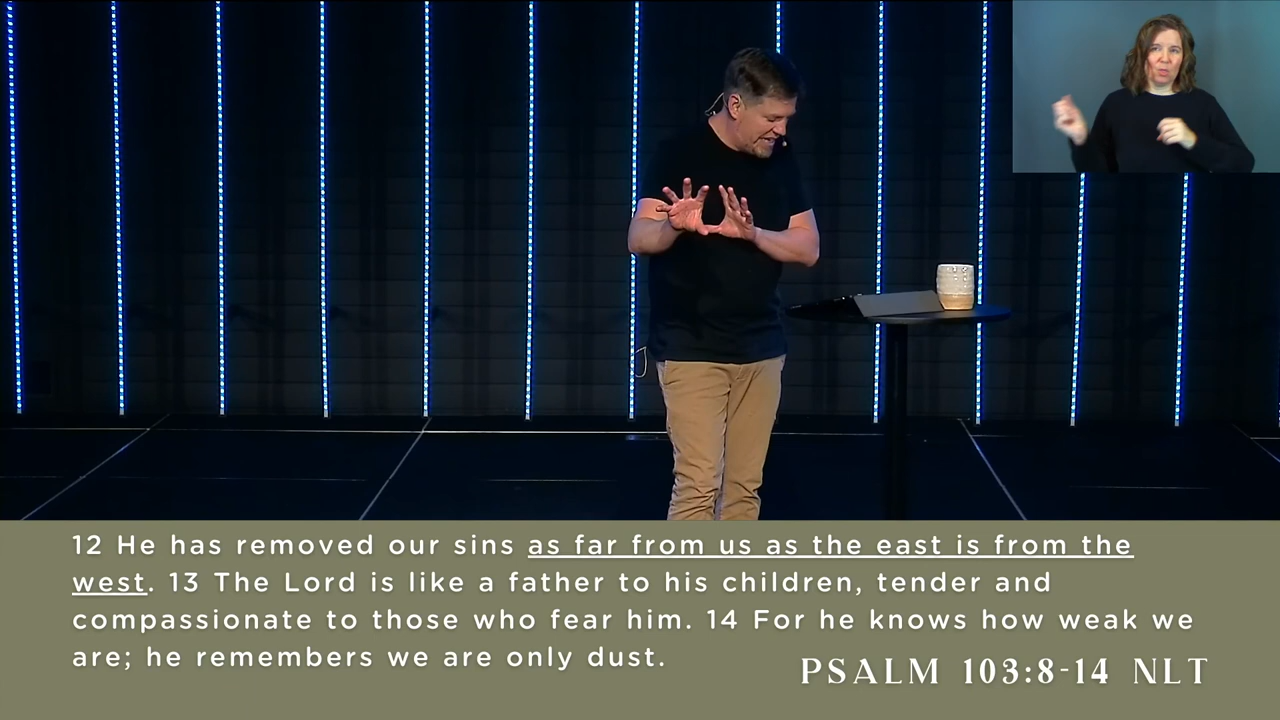 12 He has removed our sins as far from us as the east is from the
west. 13 The Lord is like a father to his children, tender and
compassionate to those who fear him. 14 For he knows how weak we
are; he remembers we are only dust.
PSALM 103:8-14 NLT